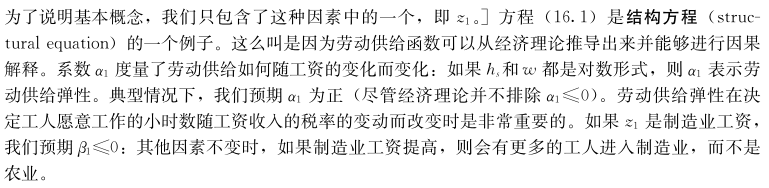 为了说明基本概念，我们只包含了这种因素中的一个，即 z₁。］方程（16.1）是结构方程（struc-
tural equation）的一个例子。这么叫是因为劳动供给函数可以从经济理论推导出来并能够进行因果
解释。系数 α₁ 度量了劳动供给如何随工资的变化而变化：如果 hₛ和 w 都是对数形式，则 α₁ 表示劳
动供给弹性。典型情况下，我们预期 α₁ 为正（尽管经济理论并不排除 α₁≤0）。劳动供给弹性在决
定工人愿意工作的小时数随工资收入的税率的变动而改变时是非常重要的。如果 z₁ 是制造业工资，
我们预期 β₁≤0：其他因素不变时，如果制造业工资提高，则会有更多的工人进入制造业，而不是
农业。